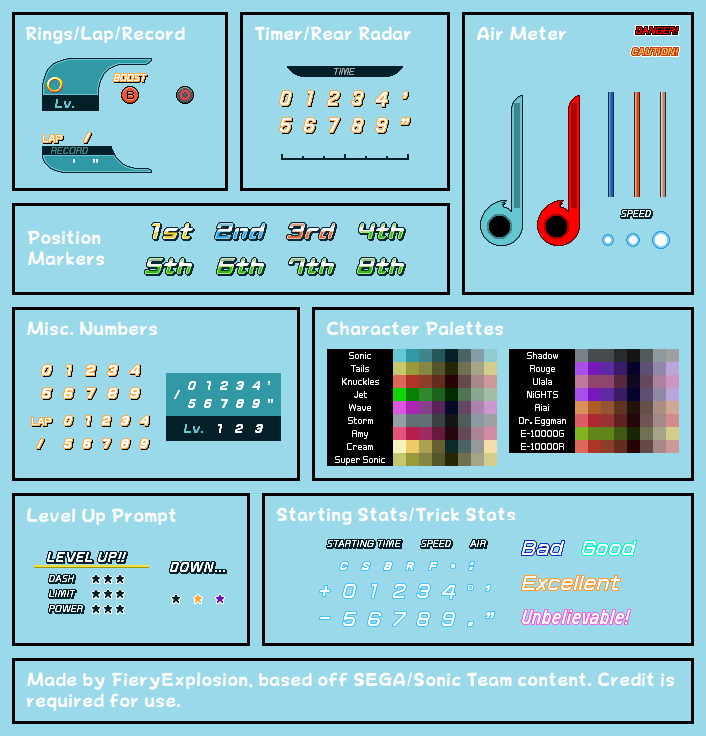 Rings/Lap/Record
BOOST
B
Lv.
LAP /
RECORD
' "
Timer/Rear Radar
TIME
0 1 2 3 4 '
5 6 7 8 9 "
Air Meter
DANGER!
CAUTION!
SPEED
Position
Markers
1st 2nd 3rd 4th
5th 6th 7th 8th
Misc. Numbers
0 1 2 3 4
5 6 7 8 9
LAP 0 1 2 3 4
/ 5 6 7 8 9
0 1 2 3 4 '
/ 5 6 7 8 9 "
Lv. 1 2 3
Character Palettes
Sonic
Tails
Knuckles
Jet
Wave
Storm
Amy
Cream
Super Sonic
Shadow
Rouge
Ulala
NiGHTS
Aiai
Dr. Eggman
E-10000G
E-10000R
Level Up Prompt
LEVEL UP!!
DASH ★★★
LIMIT ★★★
POWER ★★★
DOWN...
★ ★ ★
Starting Stats/Trick Stats
STARTING TIME SPEED AIR
C S B R F · :
+ 0 1 2 3 4 ° '
- 5 6 7 8 9 . "
Bad Good
Excellent
Unbelievable!
Made by FieryExplosion, based off SEGA/Sonic Team content. Credit is
required for use.